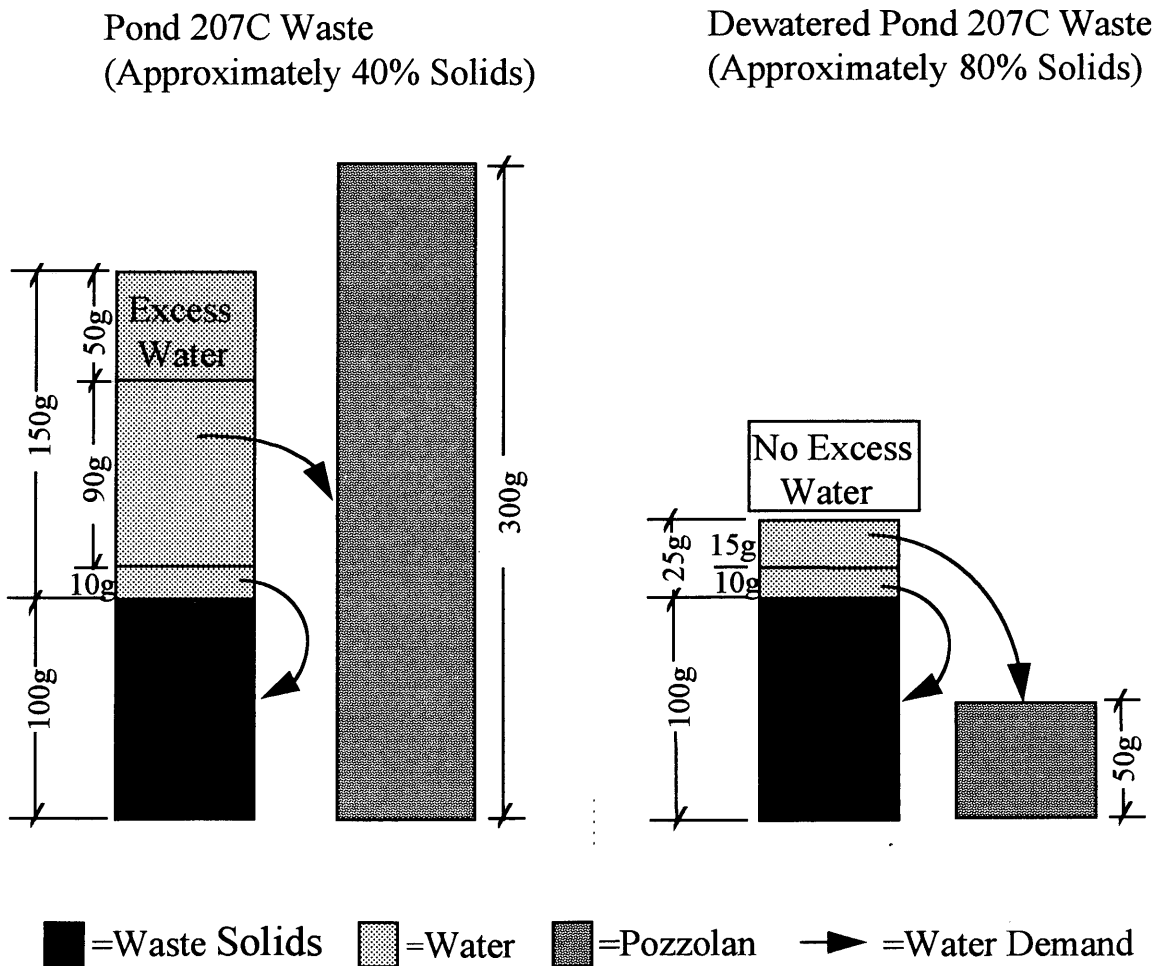 Pond 207C Waste
(Approximately 40% Solids)
Dewatered Pond 207C Waste
(Approximately 80% Solids)
Excess
Water
50g
150g
90g
10g
100g
300g
No Excess
Water
25g
15g
10g
100g
50g
=Waste Solids
=Water
=Pozzolan
=Water Demand